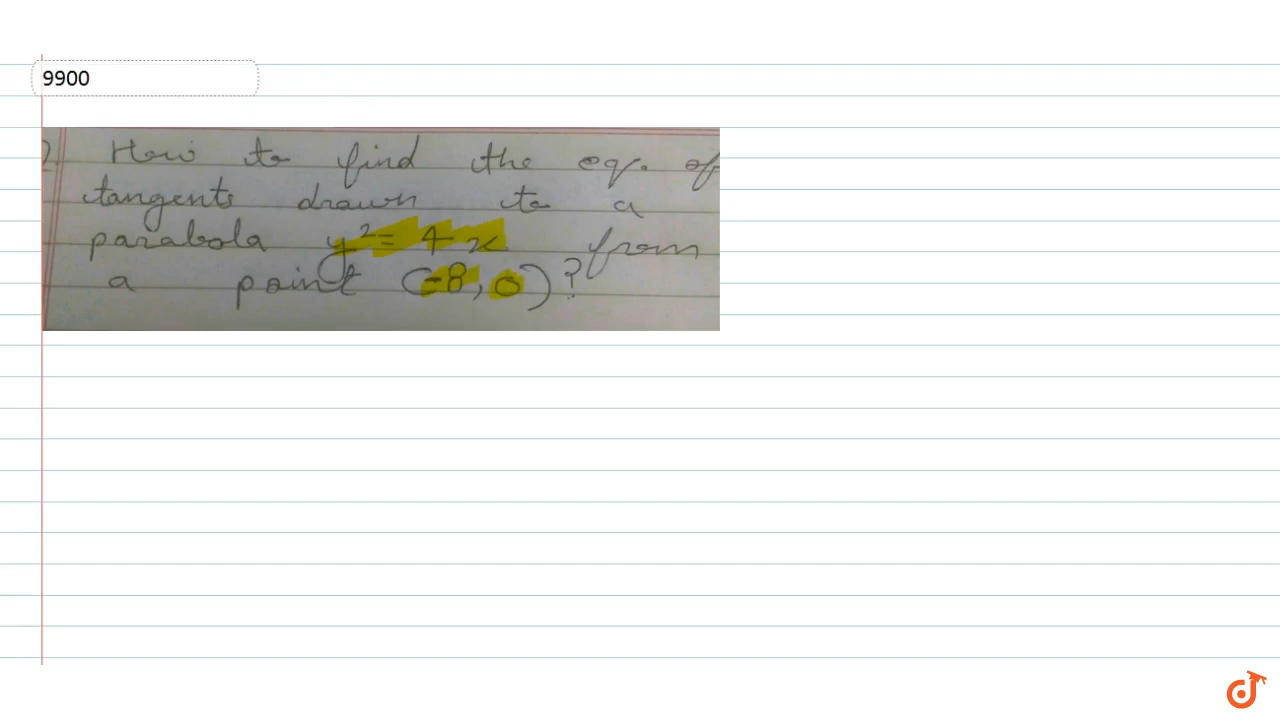 9900
How to find the eq. of
tangents drawn to a
parabola y² = 4x from
a point (-8, 0)?